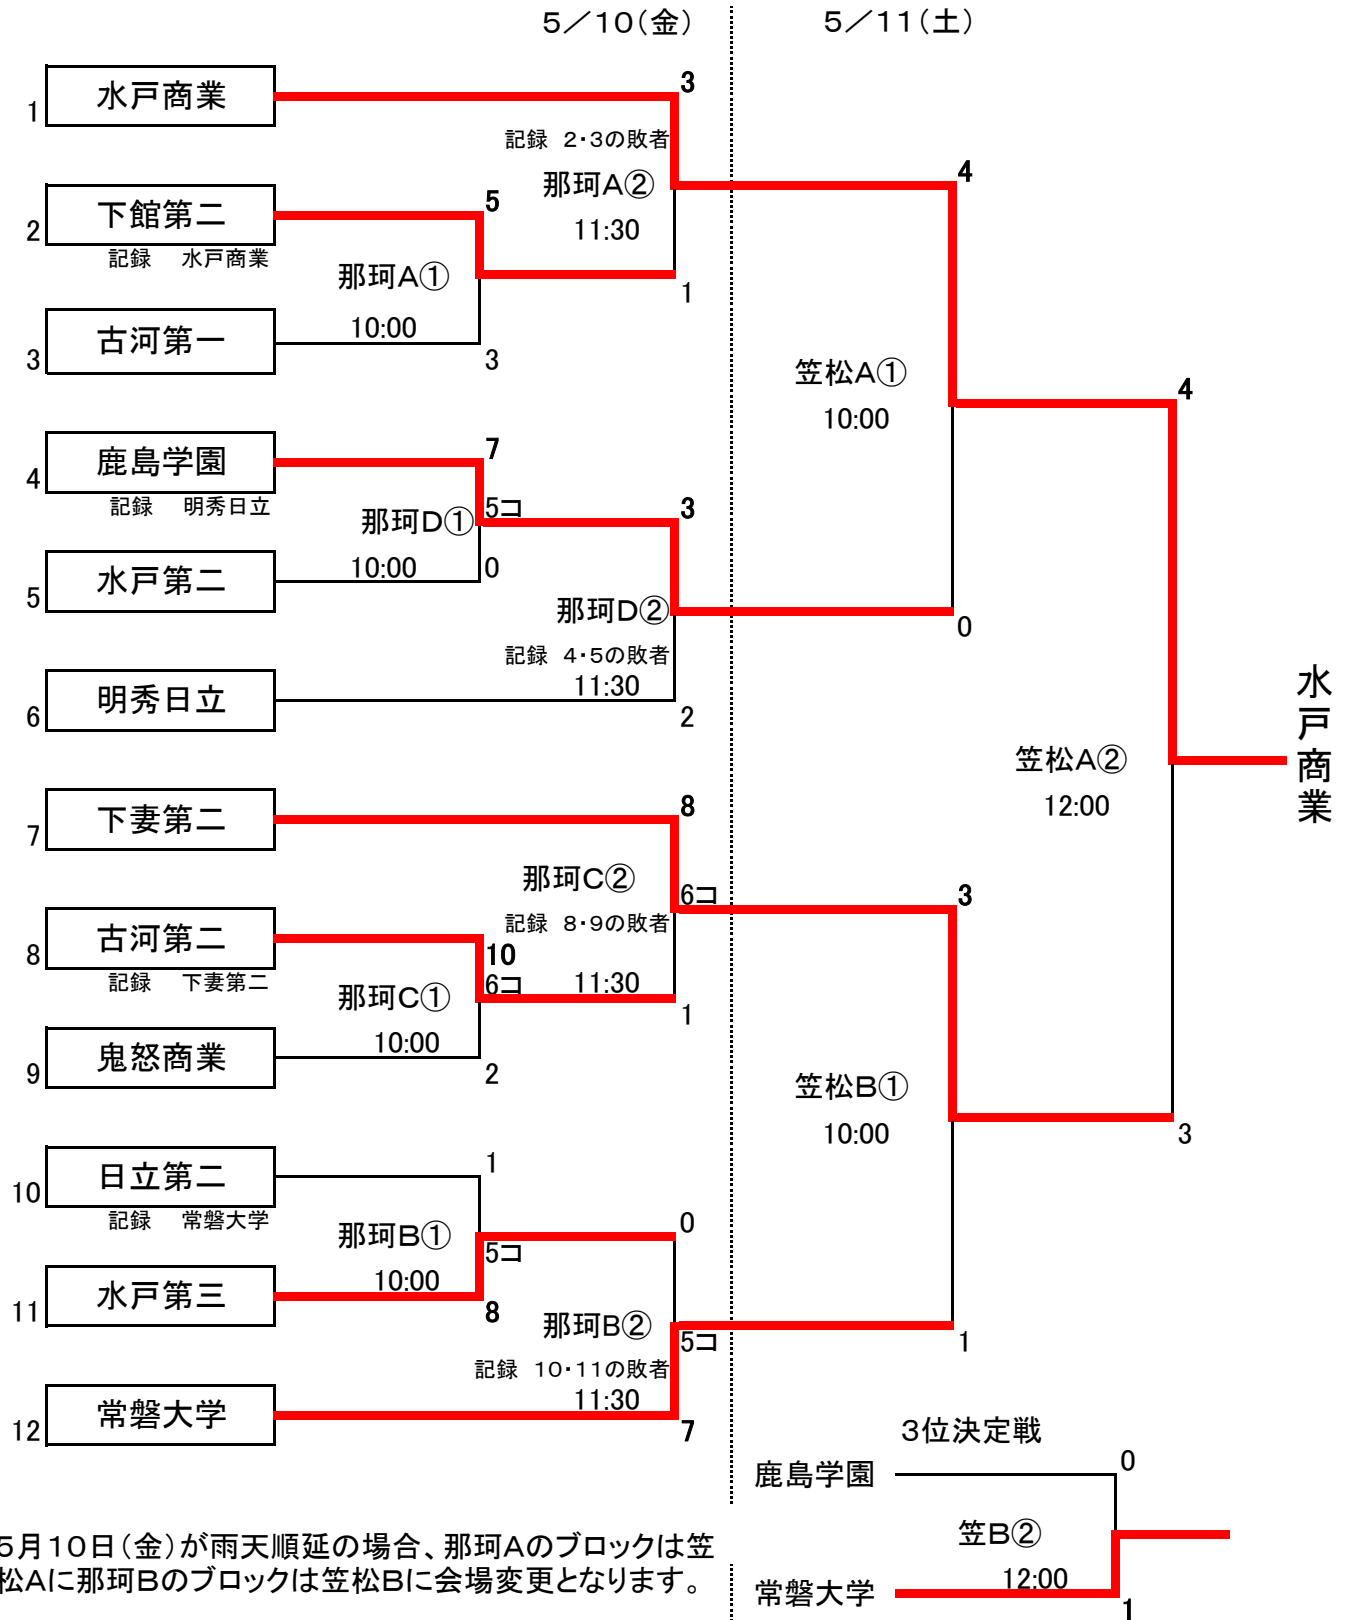 5／10(金)
5／11(土)
1
水戸商業
3
記録 2・3の敗者
那珂A②
11:30
4
2
下館第二
記録 水戸商業
5
那珂A①
10:00
1
3
古河第一
3
笠松A①
10:00
4
4
鹿島学園
記録 明秀日立
7
5コ
那珂D①
10:00
0
3
5
水戸第二
那珂D②
記録 4・5の敗者
11:30
0
6
明秀日立
2
水戸商業
笠松A②
12:00
7
下妻第二
8
那珂C②
6コ
記録 8・9の敗者
11:30
3
8
古河第二
記録 下妻第二
10
6コ
那珂C①
10:00
1
9
鬼怒商業
2
笠松B①
10:00
3
10
日立第二
記録 常磐大学
1
那珂B①
5コ
10:00
0
11
水戸第三
8
那珂B②
5コ
記録 10・11の敗者
11:30
1
12
常磐大学
7
3位決定戦
鹿島学園
0
笠B②
12:00
常磐大学
1
5月10日(金)が雨天順延の場合、那珂Aのブロックは笠
松Aに那珂Bのブロックは笠松Bに会場変更となります。